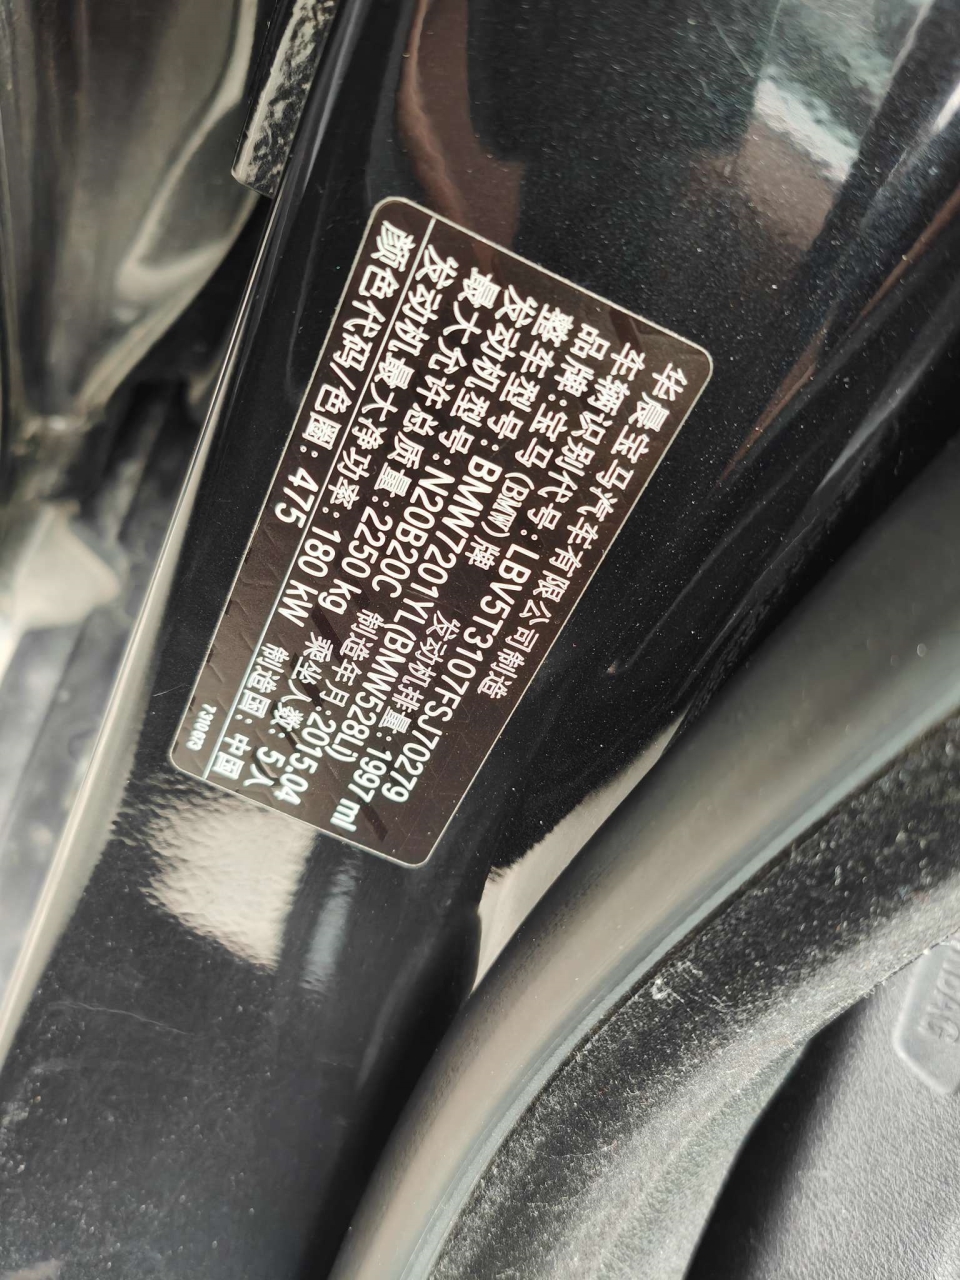 华晨宝马汽车有限公司制造
车辆识别代号: LBV5T3107FSJ70279
品牌: 宝马(BMW)牌 发动机排量: 1997 ml
整车型号: BMW7201YL(BMW528Li)
发动机型号: N20B20C 制造年月: 2015.04
最大允许总质量: 2250 kg 乘坐人数: 5人
发动机最大净功率: 180 kW 制造国: 中国
颜色代码/色圈: 475
AIRBAG